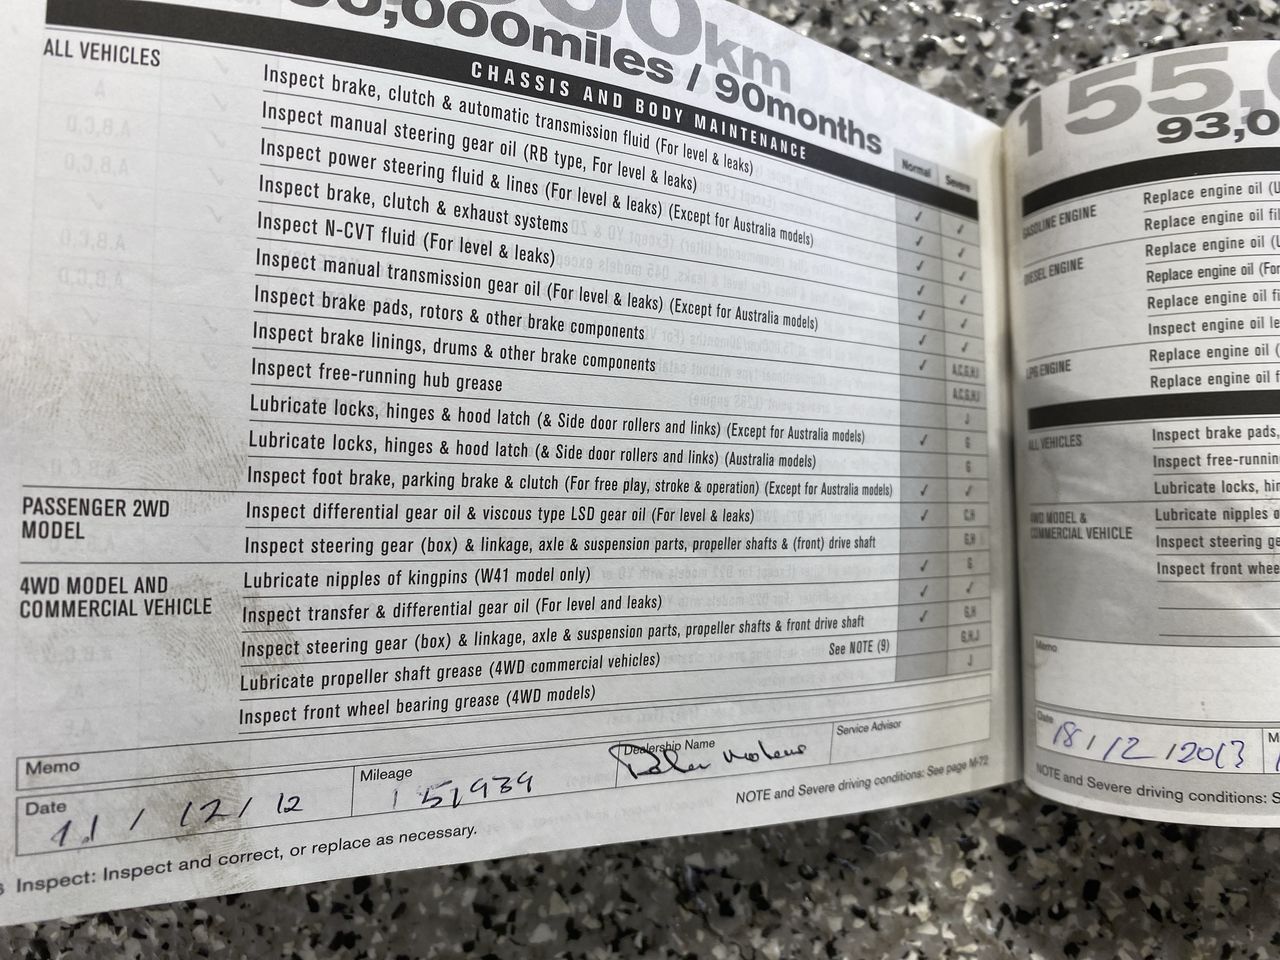 km
miles / 90months
CHASSIS AND BODY MAINTENANCE
Normal Severe
ALL VEHICLES
Inspect brake, clutch & automatic transmission fluid (For level & leaks)
Inspect manual steering gear oil (RB type, For level & leaks)
Inspect power steering fluid & lines (For level & leaks) (Except for Australia models)
Inspect brake, clutch & exhaust systems
Inspect N-CVT fluid (For level & leaks)
Inspect manual transmission gear oil (For level & leaks) (Except for Australia models)
Inspect brake pads, rotors & other brake components
Inspect brake linings, drums & other brake components
Inspect free-running hub grease
Lubricate locks, hinges & hood latch (& Side door rollers and links) (Except for Australia models)
Lubricate locks, hinges & hood latch (& Side door rollers and links) (Australia models)
Inspect foot brake, parking brake & clutch (For free play, stroke & operation) (Except for Australia models)
PASSENGER 2WD
MODEL
Inspect differential gear oil & viscous type LSD gear oil (For level & leaks)
Inspect steering gear (box) & linkage, axle & suspension parts, propeller shafts & (front) drive shaft
4WD MODEL AND
COMMERCIAL VEHICLE
Lubricate nipples of kingpins (W41 model only)
Inspect transfer & differential gear oil (For level and leaks)
Inspect steering gear (box) & linkage, axle & suspension parts, propeller shafts & front drive shaft
Lubricate propeller shaft grease (4WD commercial vehicles) See NOTE (9)
Inspect front wheel bearing grease (4WD models)
Memo
Date 11/12/12
Mileage 151939
Dealership Name
Service Advisor
Inspect: Inspect and correct, or replace as necessary.
NOTE and Severe driving conditions: See page M-72
155,
93,0
GASOLINE ENGINE
Replace engine oil (U
Replace engine oil fil
DIESEL ENGINE
Replace engine oil (U
Replace engine oil (For
Replace engine oil fi
Inspect engine oil le
LPG ENGINE
Replace engine oil (
Replace engine oil f
ALL VEHICLES
Inspect brake pads,
Inspect free-runnin
Lubricate locks, hin
4WD MODEL &
COMMERCIAL VEHICLE
Lubricate nipples o
Inspect steering ge
Inspect front whee
Memo
Date 18/12/2013
NOTE and Severe driving conditions: S